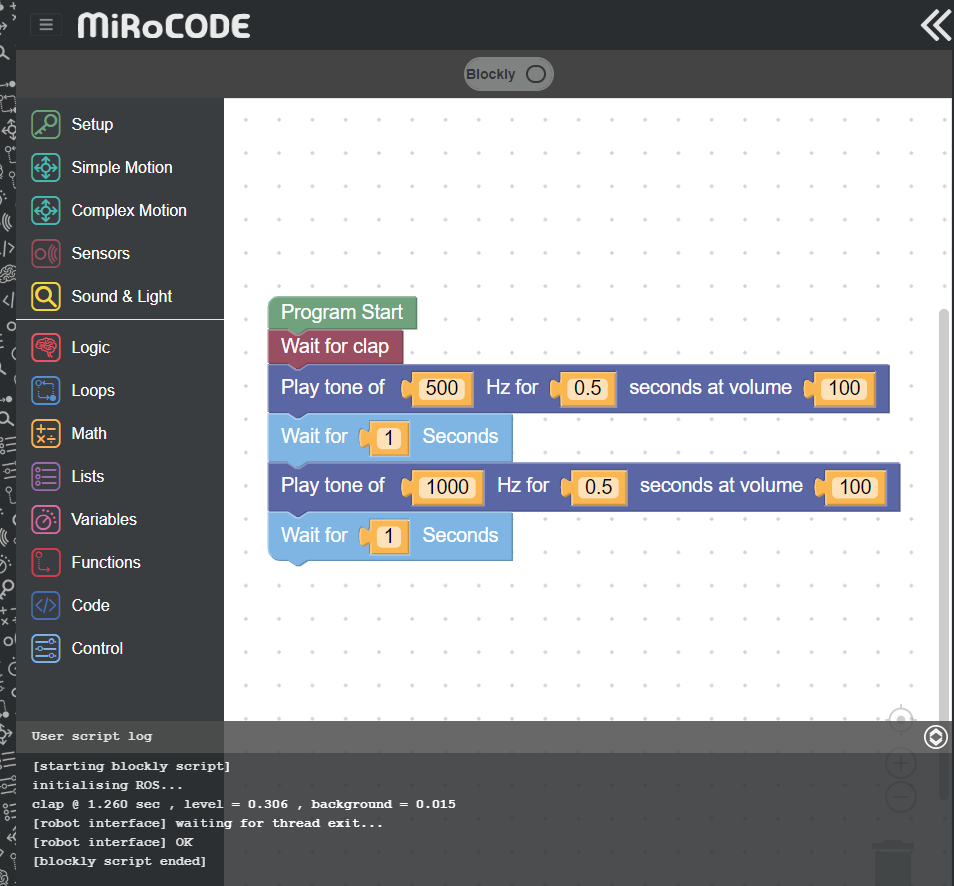 MiRoCODE
Blockly
Setup
Simple Motion
Complex Motion
Sensors
Sound & Light
Logic
Loops
Math
Lists
Variables
Functions
Code
Control
Program Start
Wait for clap
Play tone of 500 Hz for 0.5 seconds at volume 100
Wait for 1 Seconds
Play tone of 1000 Hz for 0.5 seconds at volume 100
Wait for 1 Seconds
User script log
[starting blockly script]
initialising ROS...
clap @ 1.260 sec , level = 0.306 , background = 0.015
[robot interface] waiting for thread exit...
[robot interface] OK
[blockly script ended]